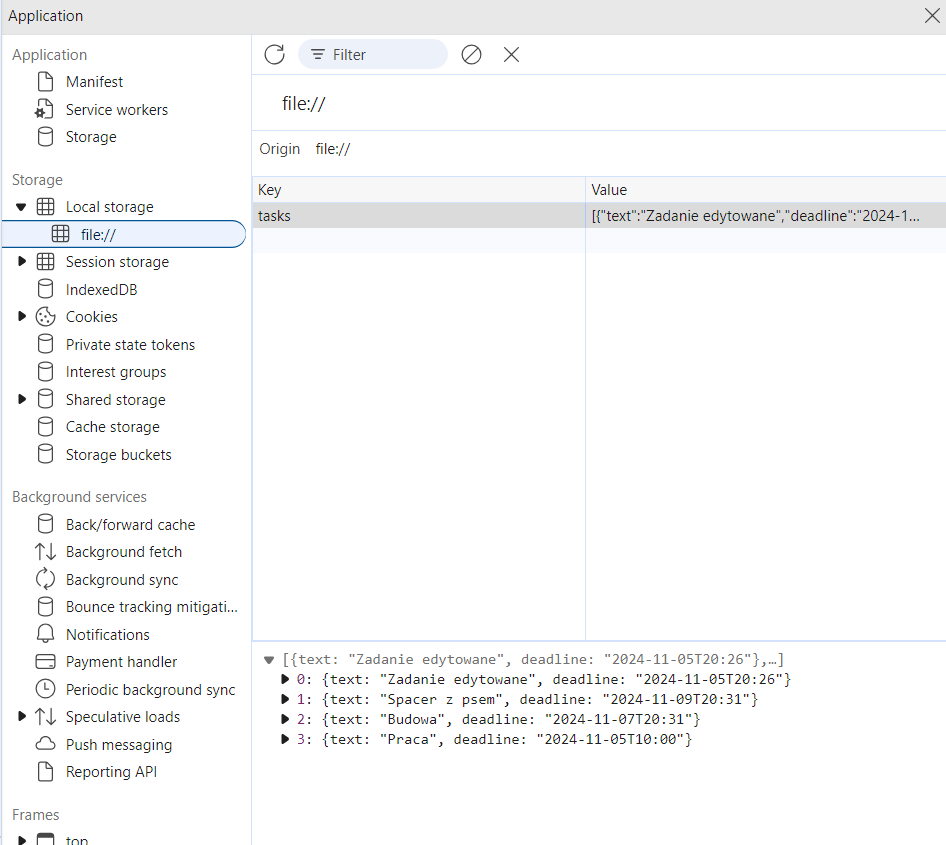 Application
Application
Manifest
Service workers
Storage
Storage
Local storage
file://
Session storage
IndexedDB
Cookies
Private state tokens
Interest groups
Shared storage
Cache storage
Storage buckets
Background services
Back/forward cache
Background fetch
Background sync
Bounce tracking mitigati...
Notifications
Payment handler
Periodic background sync
Speculative loads
Push messaging
Reporting API
Frames
top
Filter
file://
Origin file://
Key Value
tasks [{"text":"Zadanie edytowane","deadline":"2024-1...
[{text: "Zadanie edytowane", deadline: "2024-11-05T20:26"},…]
0: {text: "Zadanie edytowane", deadline: "2024-11-05T20:26"}
1: {text: "Spacer z psem", deadline: "2024-11-09T20:31"}
2: {text: "Budowa", deadline: "2024-11-07T20:31"}
3: {text: "Praca", deadline: "2024-11-05T10:00"}